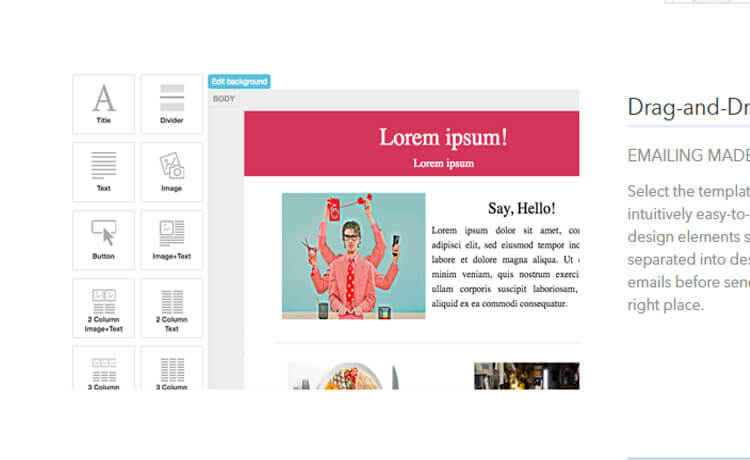 Edit background
BODY
Title
Divider
Text
Image
Button
Image+Text
2 Column
Image+Text
2 Column
Text
3 Column
3 Column
Lorem ipsum!
Lorem ipsum
Say, Hello!
Lorem ipsum dolor sit amet, con
adipisci elit, sed eiusmod tempor inc
labore et dolore magna aliqua. Ut e
minim veniam, quis nostrum exerci
ullam corporis suscipit laboriosam,
aliquid ex ea commodi consequatur.
Drag-and-Dr
EMAILING MADE
Select the templat
intuitively easy-to-
design elements s
separated into des
emails before send
right place.